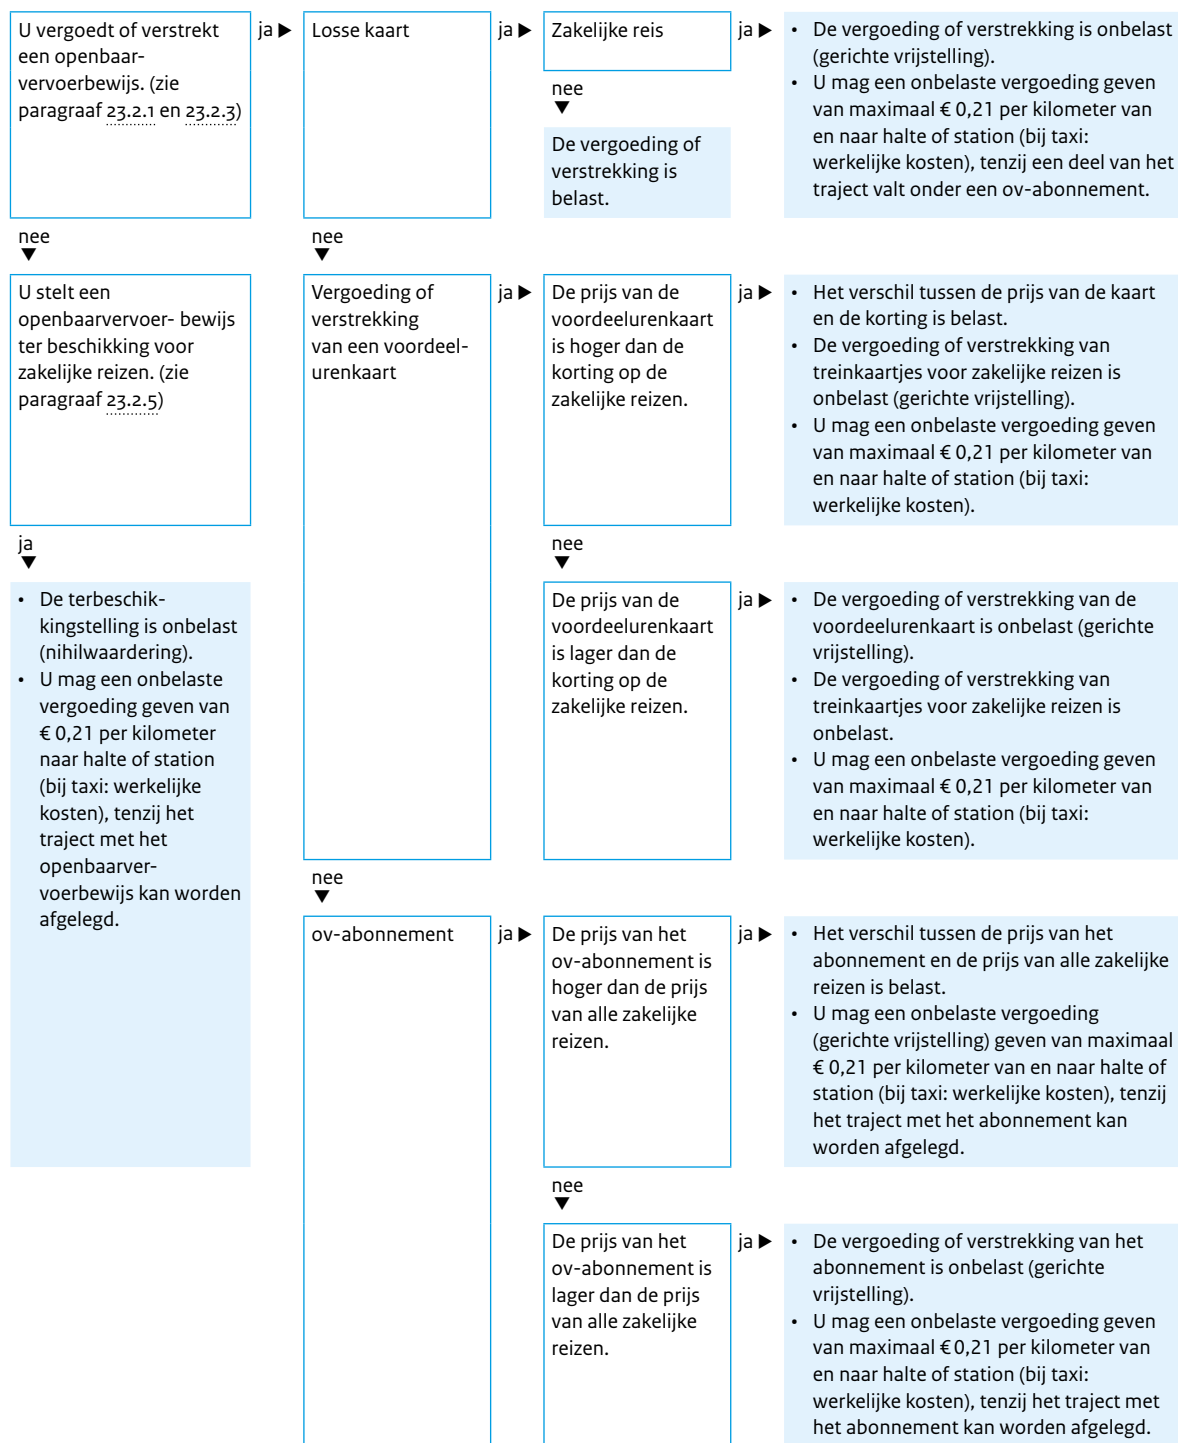 U vergoedt of verstrekt
een openbaar-
vervoerbewijs. (zie
paragraaf 23.2.1 en 23.2.3)
ja ▶
Losse kaart
ja ▶
Zakelijke reis
ja ▶
• De vergoeding of verstrekking is onbelast
(gerichte vrijstelling).
• U mag een onbelaste vergoeding geven
van maximaal € 0,21 per kilometer van
en naar halte of station (bij taxi:
werkelijke kosten), tenzij een deel van het
traject valt onder een ov-abonnement.
nee
▼
De vergoeding of
verstrekking is
belast.
nee
▼
nee
▼
U stelt een
openbaarvervoer- bewijs
ter beschikking voor
zakelijke reizen. (zie
paragraaf 23.2.5)
Vergoeding of
verstrekking
van een voordeel-
urenkaart
ja ▶
De prijs van de
voordeelurenkaart
is hoger dan de
korting op de
zakelijke reizen.
ja ▶
• Het verschil tussen de prijs van de kaart
en de korting is belast.
• De vergoeding of verstrekking van
treinkaartjes voor zakelijke reizen is
onbelast (gerichte vrijstelling).
• U mag een onbelaste vergoeding geven
van maximaal € 0,21 per kilometer van
en naar halte of station (bij taxi:
werkelijke kosten).
ja
▼
nee
▼
• De terbeschik-
kingstelling is onbelast
(nihilwaardering).
• U mag een onbelaste
vergoeding geven van
€ 0,21 per kilometer
naar halte of station
(bij taxi: werkelijke
kosten), tenzij het
traject met het
openbaarver-
voerbewijs kan worden
afgelegd.
De prijs van de
voordeelurenkaart
is lager dan de
korting op de
zakelijke reizen.
ja ▶
• De vergoeding of verstrekking van de
voordeelurenkaart is onbelast (gerichte
vrijstelling).
• De vergoeding of verstrekking van
treinkaartjes voor zakelijke reizen is
onbelast.
• U mag een onbelaste vergoeding geven
van maximaal € 0,21 per kilometer van
en naar halte of station (bij taxi:
werkelijke kosten).
nee
▼
ov-abonnement
ja ▶
De prijs van het
ov-abonnement is
hoger dan de prijs
van alle zakelijke
reizen.
ja ▶
• Het verschil tussen de prijs van het
abonnement en de prijs van alle zakelijke
reizen is belast.
• U mag een onbelaste vergoeding
(gerichte vrijstelling) geven van maximaal
€ 0,21 per kilometer van en naar halte of
station (bij taxi: werkelijke kosten), tenzij
het traject met het abonnement kan
worden afgelegd.
nee
▼
De prijs van het
ov-abonnement is
lager dan de prijs
van alle zakelijke
reizen.
ja ▶
• De vergoeding of verstrekking van het
abonnement is onbelast (gerichte
vrijstelling).
• U mag een onbelaste vergoeding geven
van maximaal € 0,21 per kilometer van
en naar halte of station (bij taxi:
werkelijke kosten), tenzij het traject met
het abonnement kan worden afgelegd.